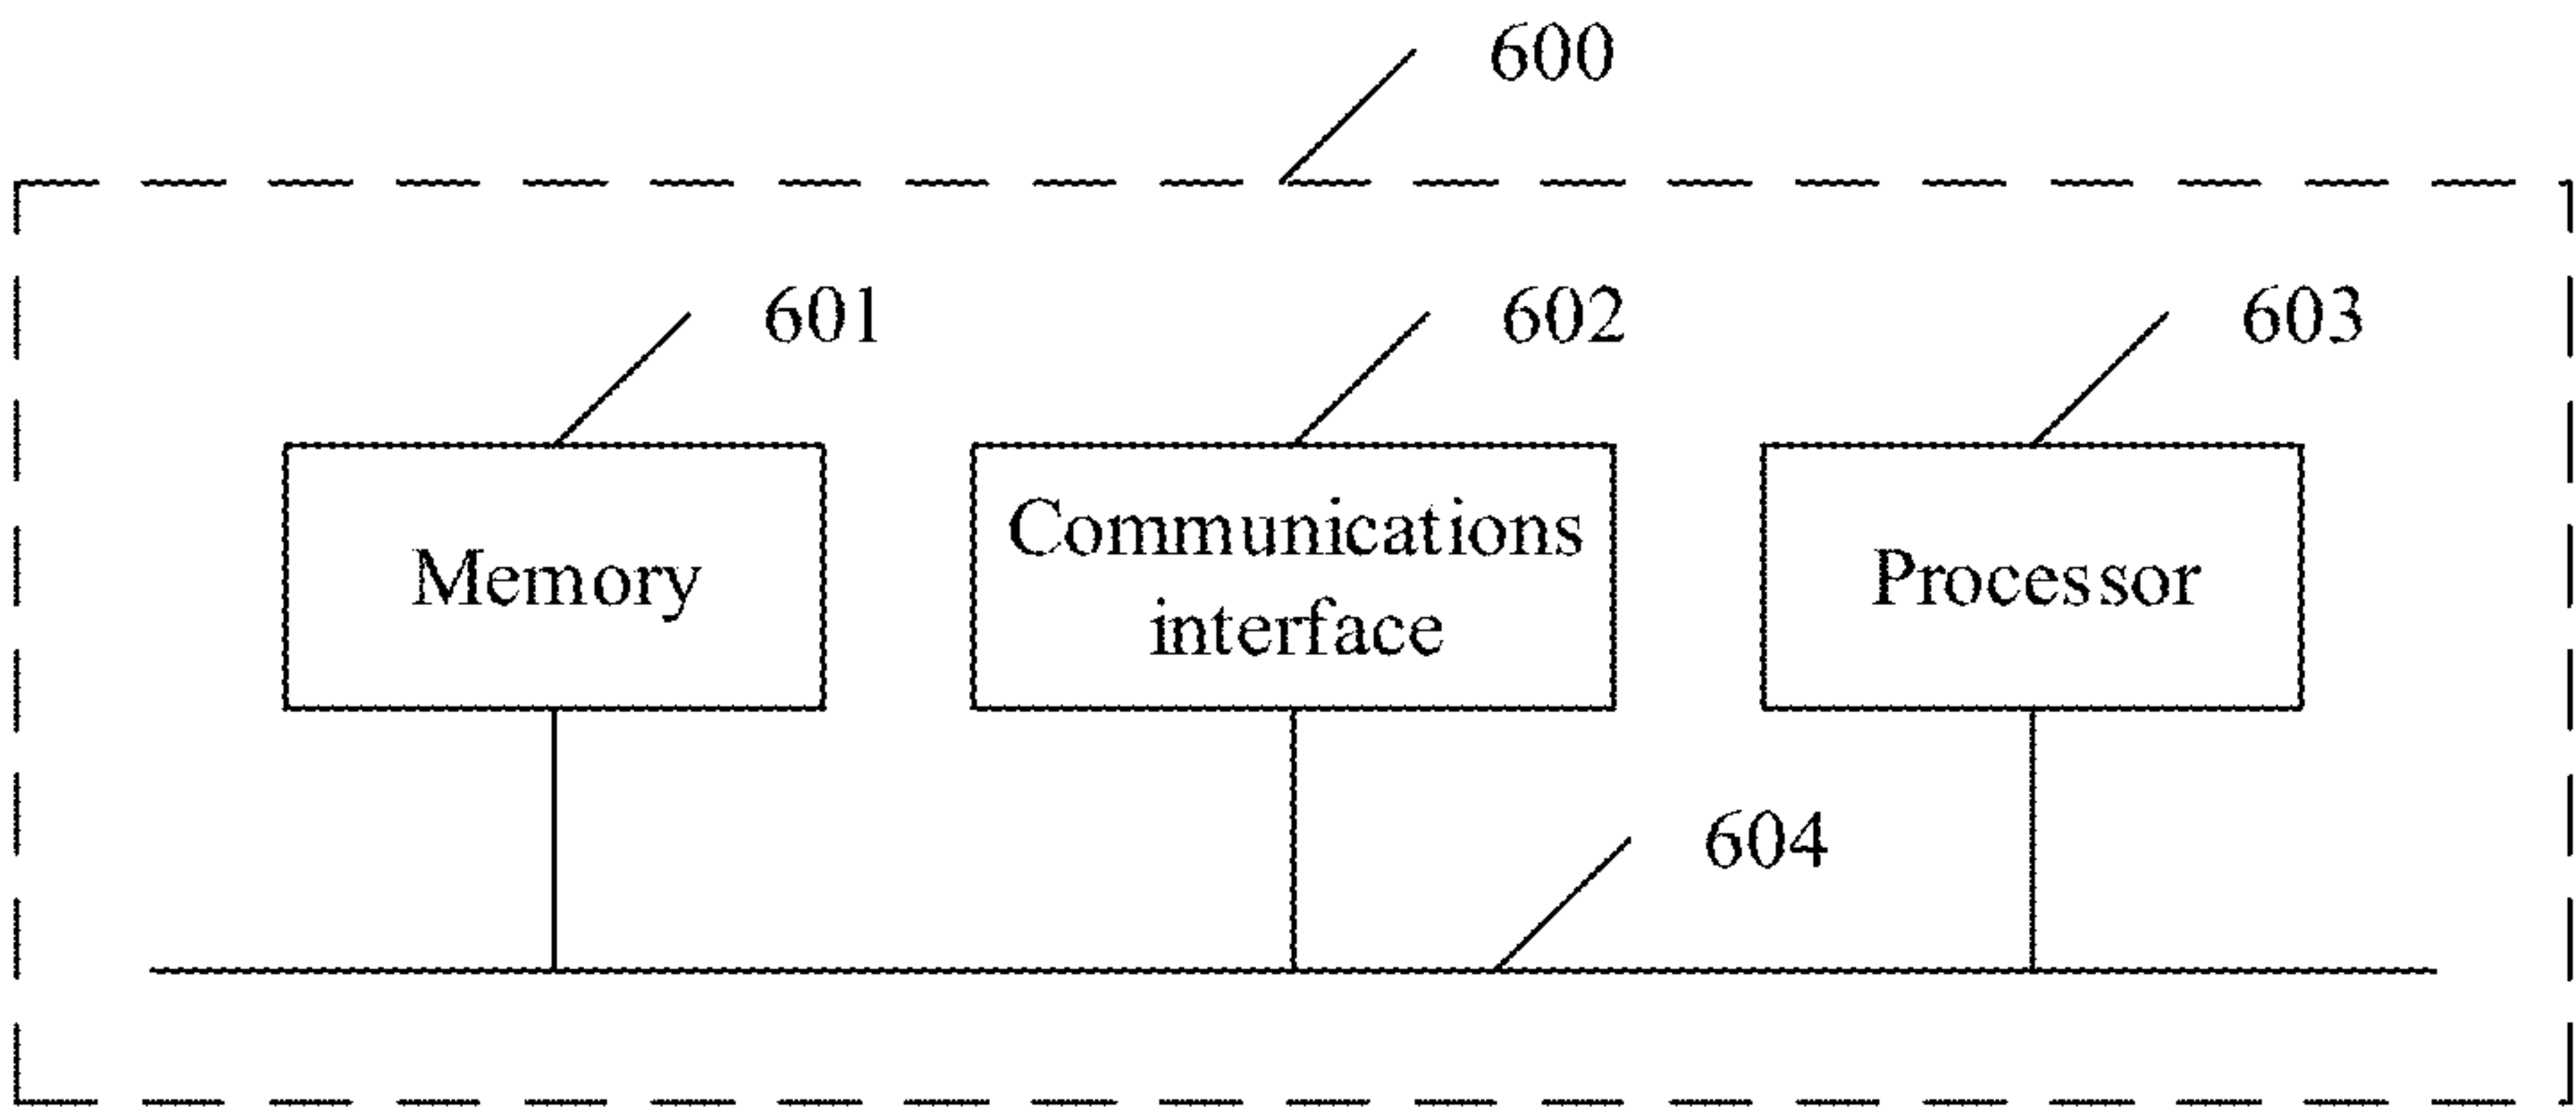 600
601
602
603
Memory
Communications
interface
Processor
604